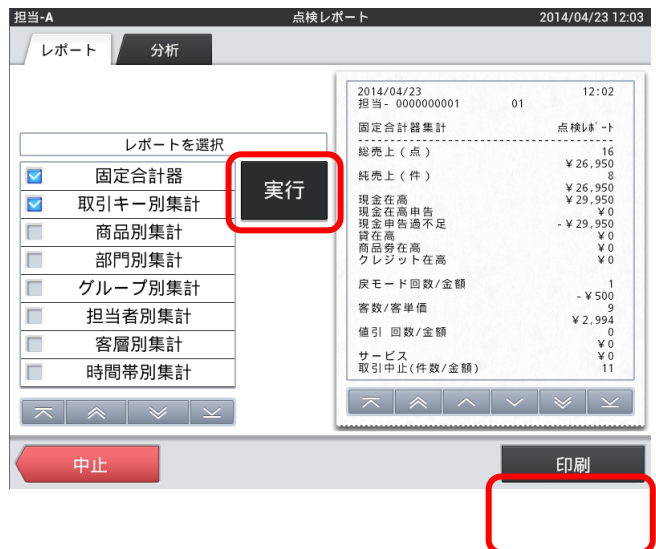 担当-A 点検レポート 2014/04/23 12:03
レポート 分析
レポートを選択
固定合計器
取引キー別集計
商品別集計
部門別集計
グループ別集計
担当者別集計
客層別集計
時間帯別集計
実行
2014/04/23 12:02
担当- 0000000001 01
固定合計器集計 点検ﾚﾎﾟｰﾄ
総売上(点) 16
¥26,950
純売上(件) 8
¥26,950
現金在高 ¥29,950
現金在高申告 ¥0
現金申告過不足 -¥29,950
貸在高 ¥0
商品券在高 ¥0
クレジット在高 ¥0
戻モード回数/金額 1
-¥500
客数/客単価 9
¥2,994
値引 回数/金額 0
¥0
サービス ¥0
取引中止(件数/金額) 11
中止 印刷